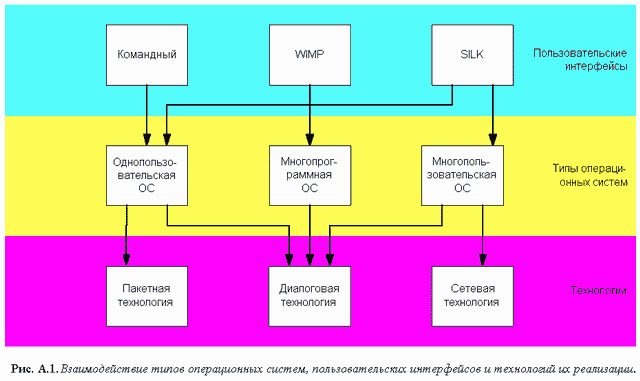 Командный
WIMP
SILK
Пользовательские
интерфейсы
Однопользо-
вательская
ОС
Многопрог-
раммная
ОС
Многополь-
зовательская
ОС
Типы операци-
онных систем
Пакетная
технология
Диалоговая
технология
Сетевая
технология
Технологии
Рис. А.1. Взаимодействие типов операционных систем, пользовательских интерфейсов и технологий их реализации.